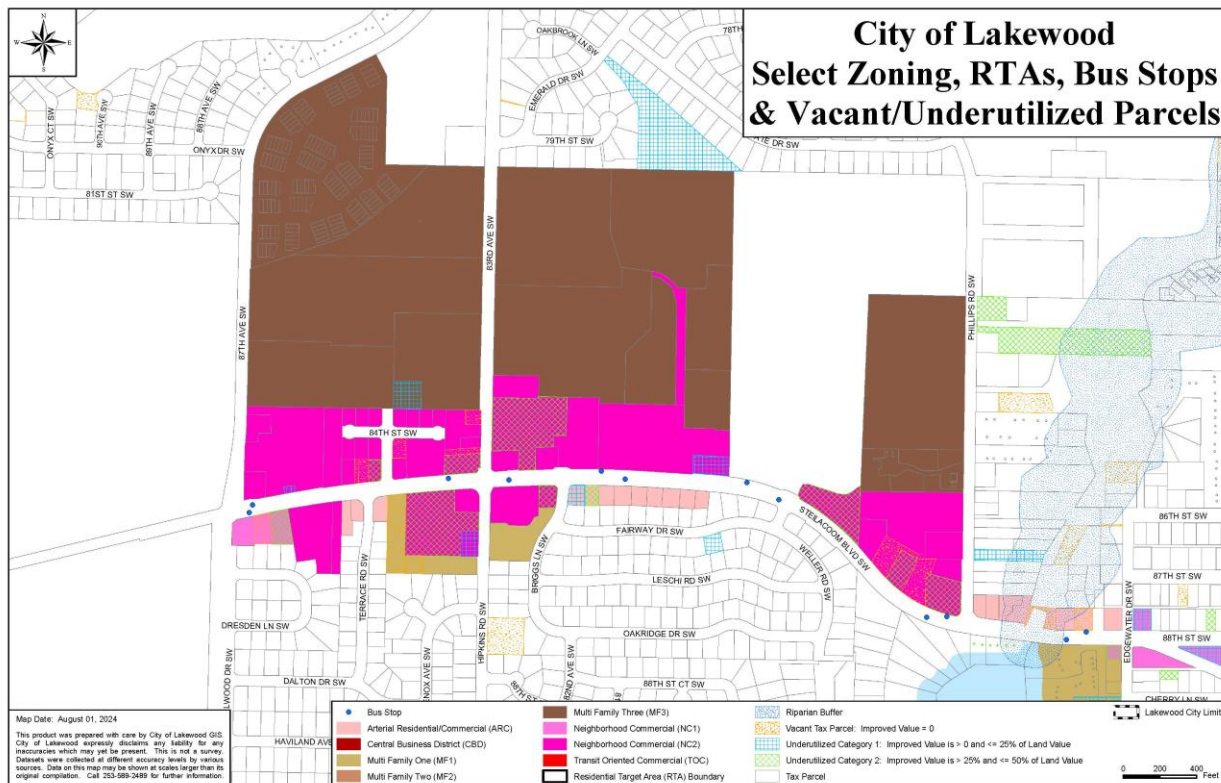 City of Lakewood
Select Zoning, RTAs, Bus Stops
& Vacant/Underutilized Parcels
N
W
E
S
OAKBROOK LN SW
78TH
EMERALD DR SW
79TH ST SW
ONYX CT SW
90TH AVE SW
89TH AVE SW
88TH AVE SW
ONYX DR SW
81ST ST SW
83RD AVE SW
87TH AVE SW
PHILLIPS RD SW
84TH ST SW
STEILACOOM BLVD SW
FAIRWAY DR SW
WELLER RD SW
LESCHI RD SW
BRIGGS LN SW
TERRACE RD SW
OAKRIDGE DR SW
DRESDEN LN SW
HIPKINS RD SW
86TH ST SW
87TH ST SW
88TH ST SW
EDGEWATER DR SW
CHERRY LN SW
DALTON DR SW
82ND AVE SW
88TH ST CT SW
HAVILAND AVE
Map Date: August 01, 2024
This product was prepared with care by City of Lakewood GIS.
City of Lakewood expressly disclaims any liability for any
inaccuracies which may yet be present. This is not a survey.
Datasets were collected at different accuracy levels by various
sources. Data on this map may be shown at scales larger than its
original compilation. Call 253-589-2489 for further information.
Bus Stop
Arterial Residential/Commercial (ARC)
Central Business District (CBD)
Multi Family One (MF1)
Multi Family Two (MF2)
Multi Family Three (MF3)
Neighborhood Commercial (NC1)
Neighborhood Commercial (NC2)
Transit Oriented Commercial (TOC)
Residential Target Area (RTA) Boundary
Riparian Buffer
Vacant Tax Parcel: Improved Value = 0
Underutilized Category 1: Improved Value is > 0 and <= 25% of Land Value
Underutilized Category 2: Improved Value is > 25% and <= 50% of Land Value
Tax Parcel
Lakewood City Limit
0 200 400
Feet